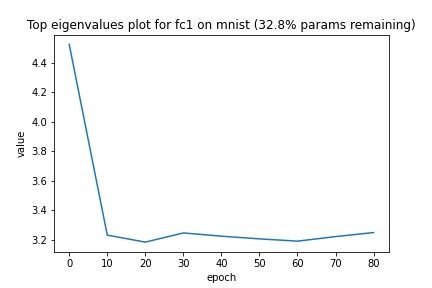 Top eigenvalues plot for fc1 on mnist (32.8% params remaining)
4.4
4.2
4.0
3.8
3.6
3.4
3.2
value
0 10 20 30 40 50 60 70 80
epoch